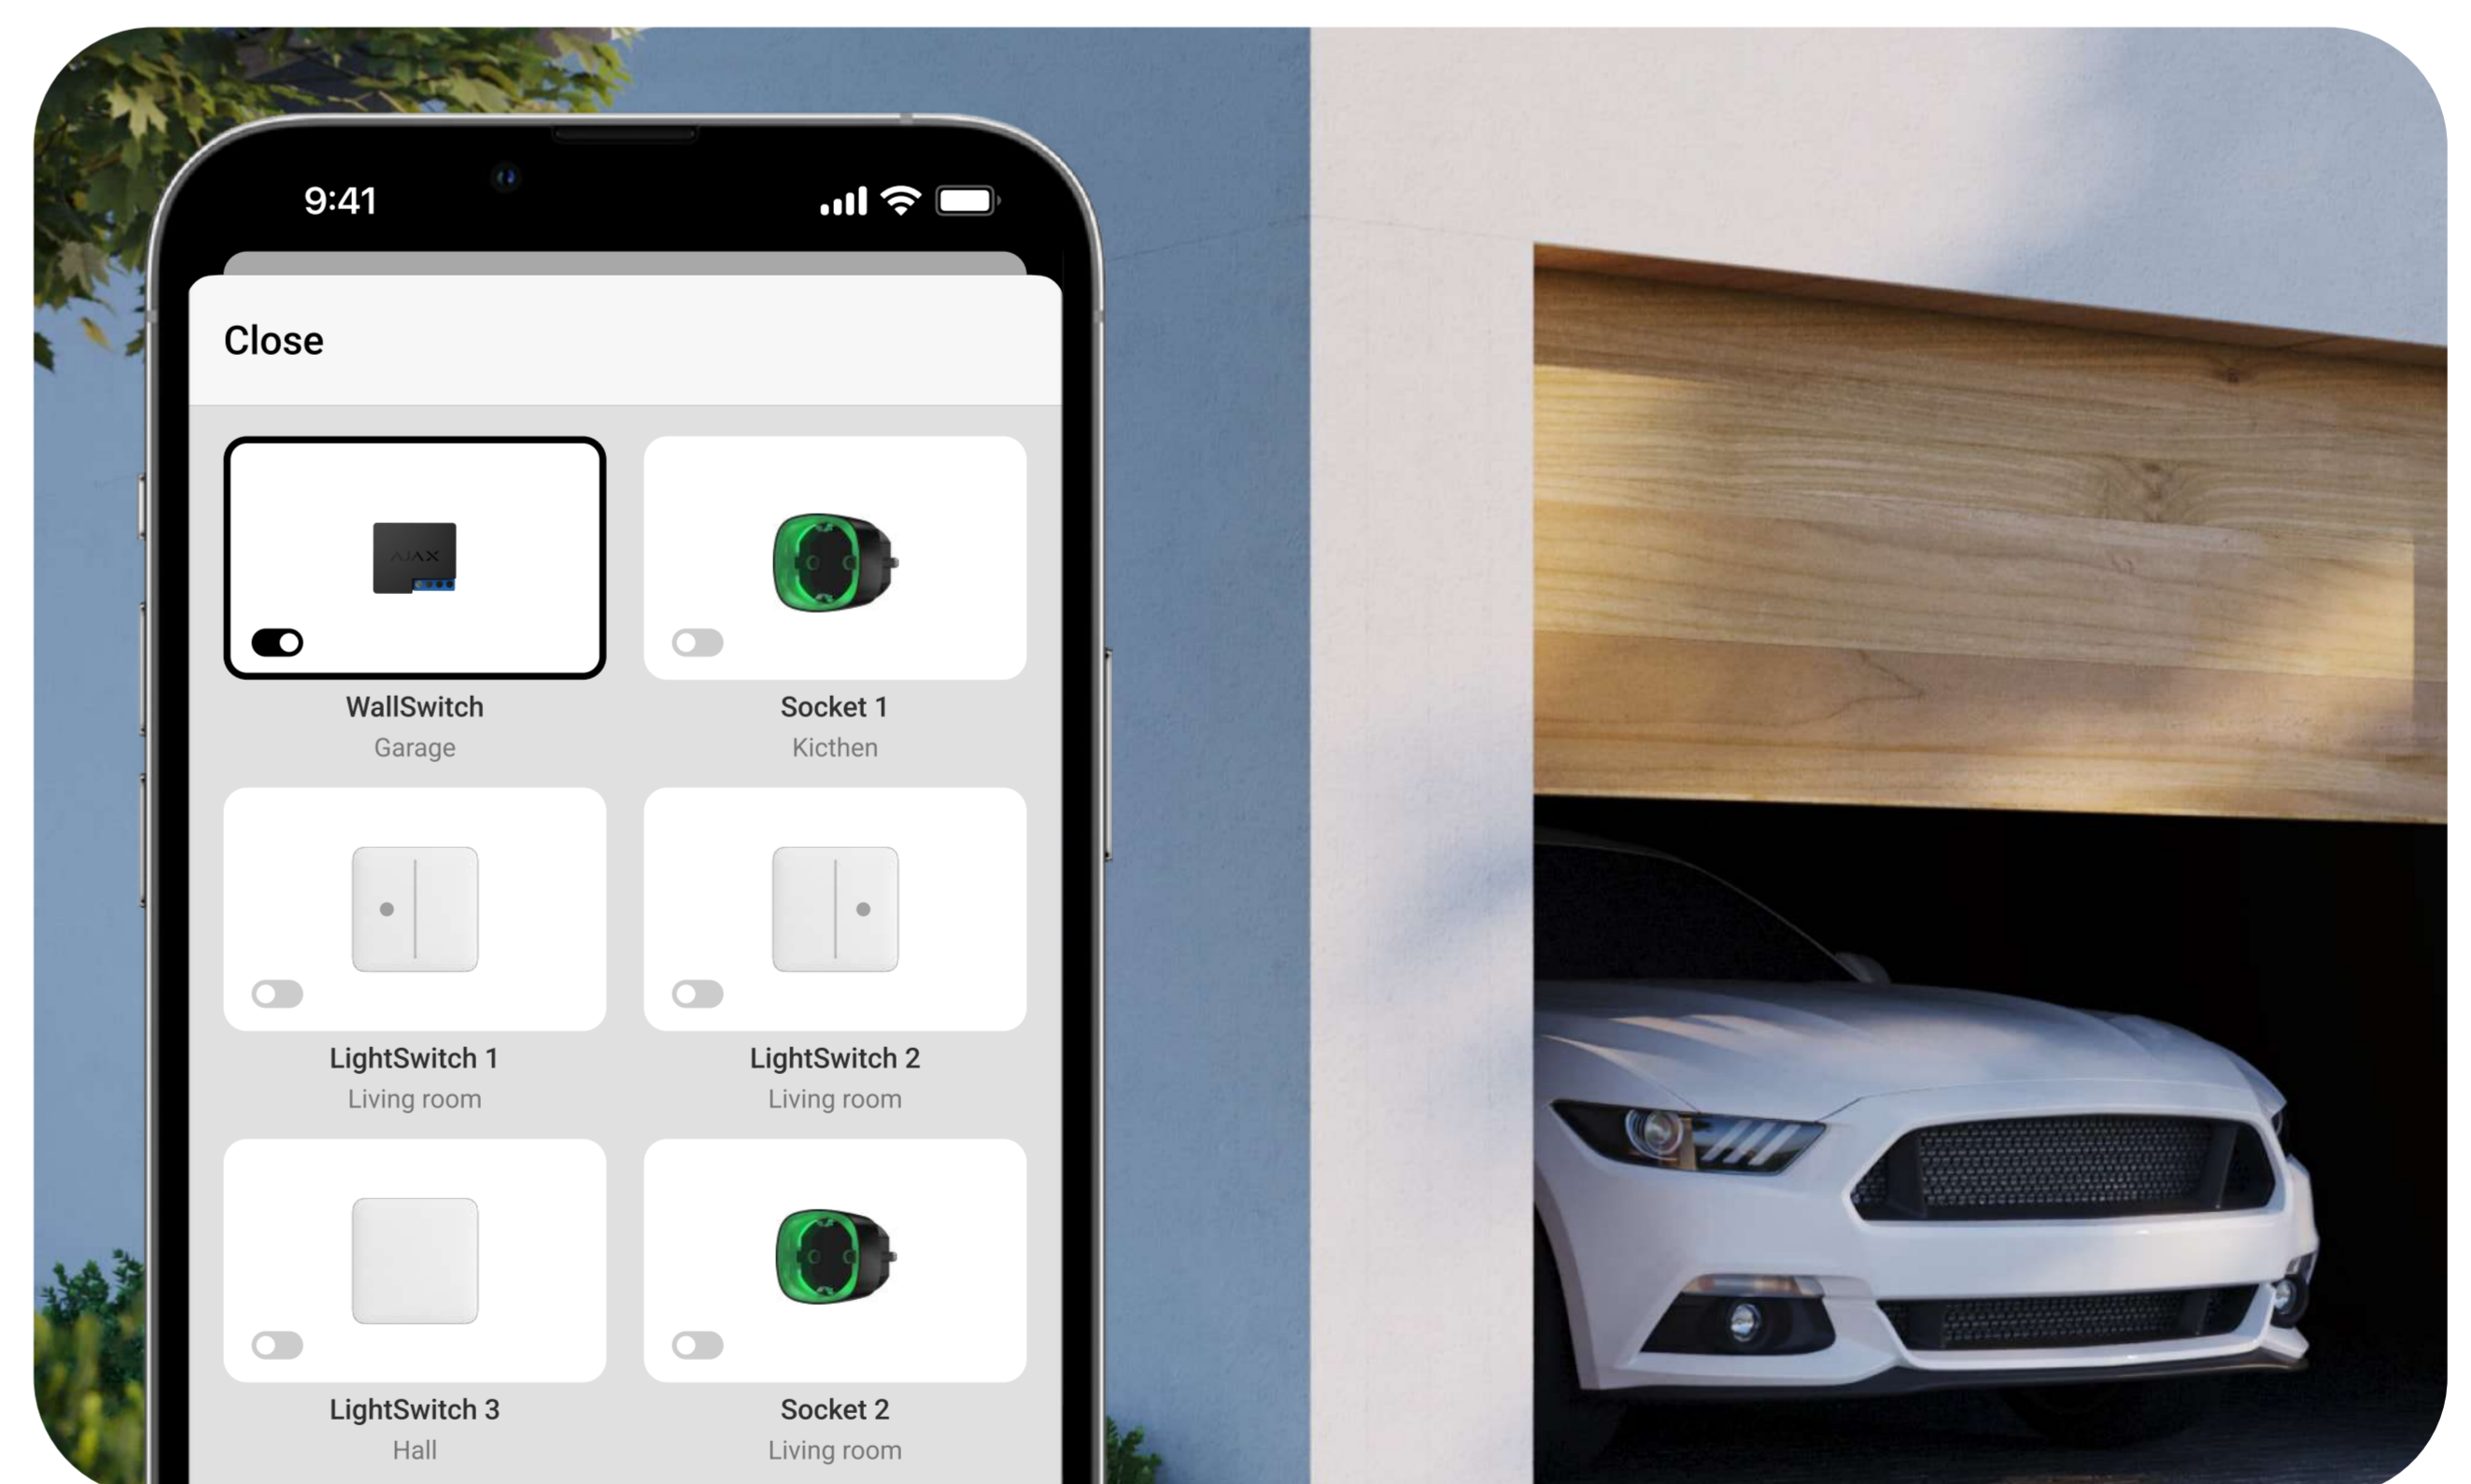 9:41
Close
AJAX
WallSwitch
Garage
Socket 1
Kicthen
LightSwitch 1
Living room
LightSwitch 2
Living room
LightSwitch 3
Hall
Socket 2
Living room